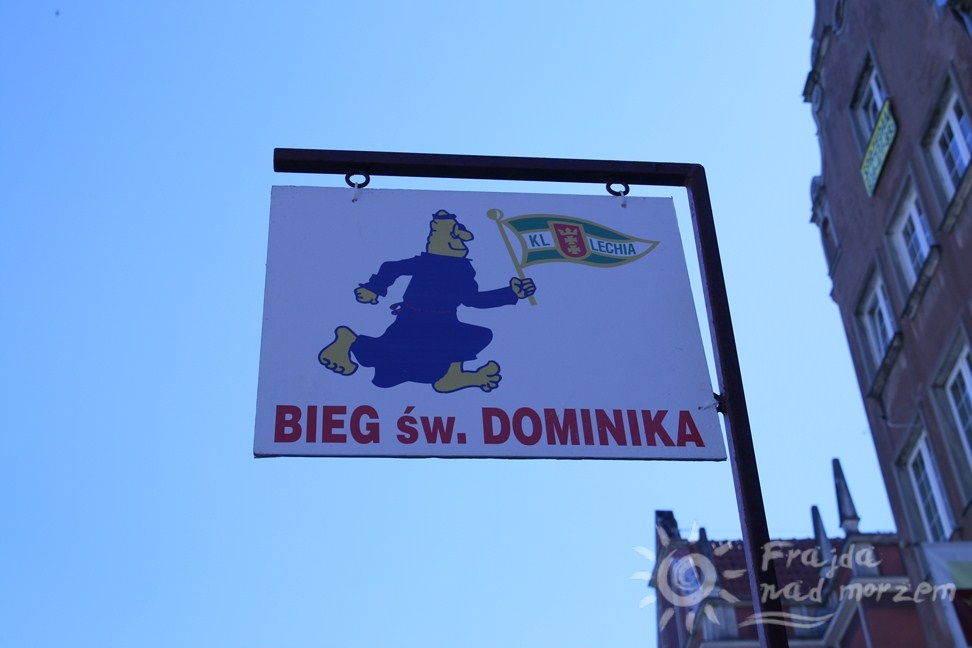 KL LECHIA
BIEG św. DOMINIKA
Frajda
nad morzem